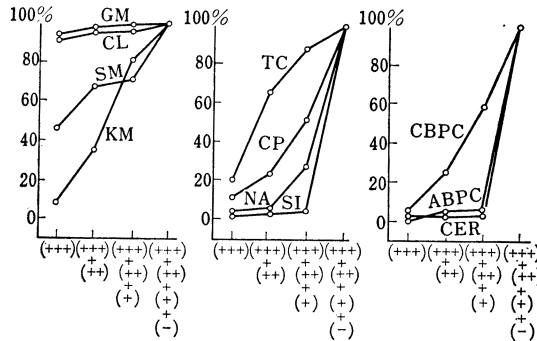 100% GM
CL
80
SM
60
40
KM
20
0
(+++) (+++) (+++) (+++)
+ + +
(++) (++) (++)
+ +
(+) (+)
+
(−)
100%
TC
80
60
CP
40
20
NA SI
0
(+++) (+++) (+++) (+++)
+ + +
(++) (++) (++)
+ +
(+) (+)
+
(−)
100%
80
60
CBPC
40
20
ABPC
0
CER
(+++) (+++) (+++) (+++)
+ + +
(++) (++) (++)
+ +
(+) (+)
+
(−)